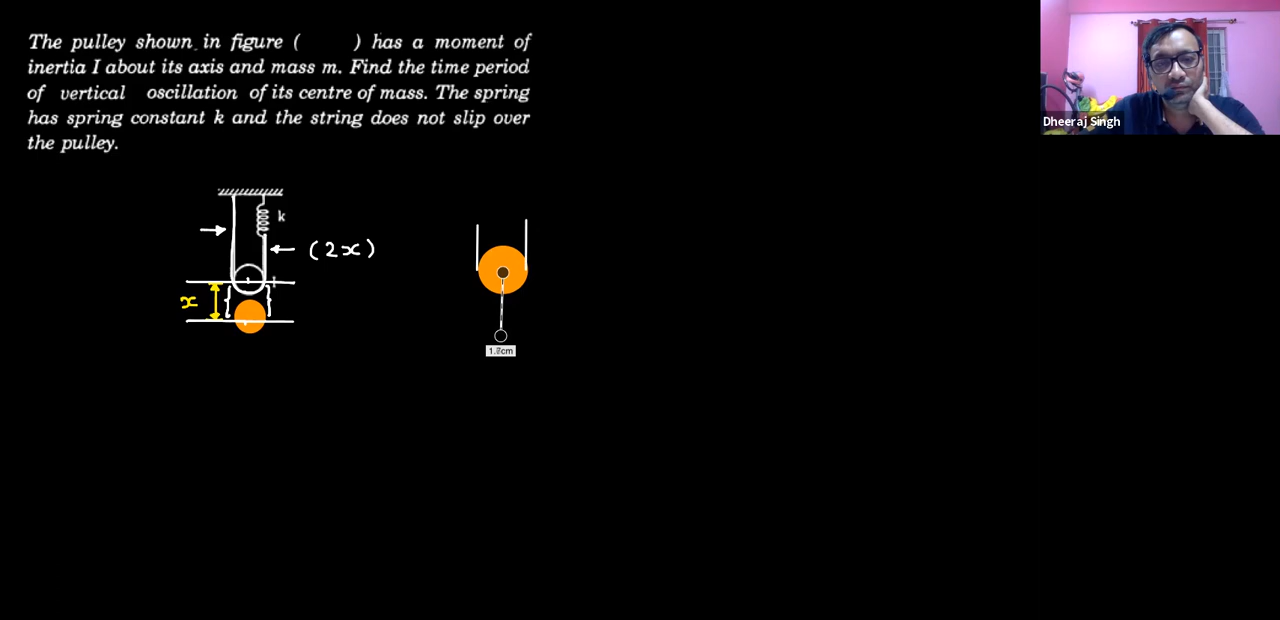 The pulley shown in figure ( ) has a moment of
inertia I about its axis and mass m. Find the time period
of vertical oscillation of its centre of mass. The spring
has spring constant k and the string does not slip over
the pulley.
Dheeraj Singh
k
(2x)
x